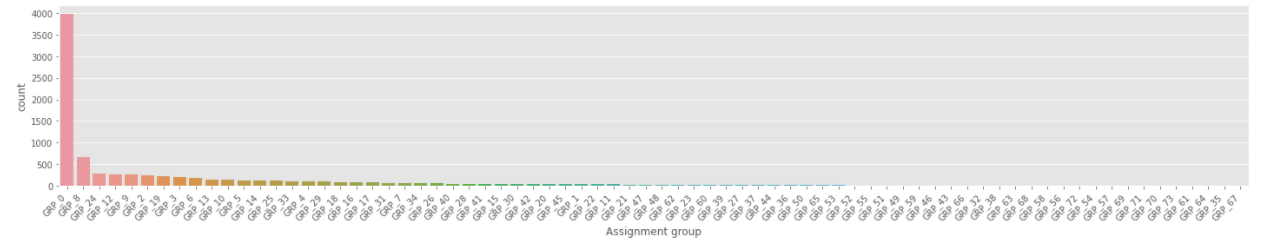 4000
3500
3000
2500
2000
1500
1000
500
0
count
GRP_0
GRP_8
GRP_24
GRP_12
GRP_9
GRP_2
GRP_19
GRP_3
GRP_6
GRP_13
GRP_10
GRP_5
GRP_14
GRP_25
GRP_33
GRP_4
GRP_29
GRP_18
GRP_16
GRP_17
GRP_31
GRP_7
GRP_34
GRP_26
GRP_40
GRP_28
GRP_41
GRP_15
GRP_30
GRP_42
GRP_20
GRP_45
GRP_1
GRP_22
GRP_11
GRP_21
GRP_47
GRP_48
GRP_62
GRP_23
GRP_60
GRP_39
GRP_27
GRP_37
GRP_44
GRP_36
GRP_50
GRP_65
GRP_53
GRP_52
GRP_55
GRP_51
GRP_49
GRP_59
GRP_46
GRP_43
GRP_66
GRP_32
GRP_38
GRP_63
GRP_68
GRP_58
GRP_56
GRP_72
GRP_54
GRP_57
GRP_69
GRP_71
GRP_70
GRP_73
GRP_61
GRP_64
GRP_35
GRP_67
Assignment group